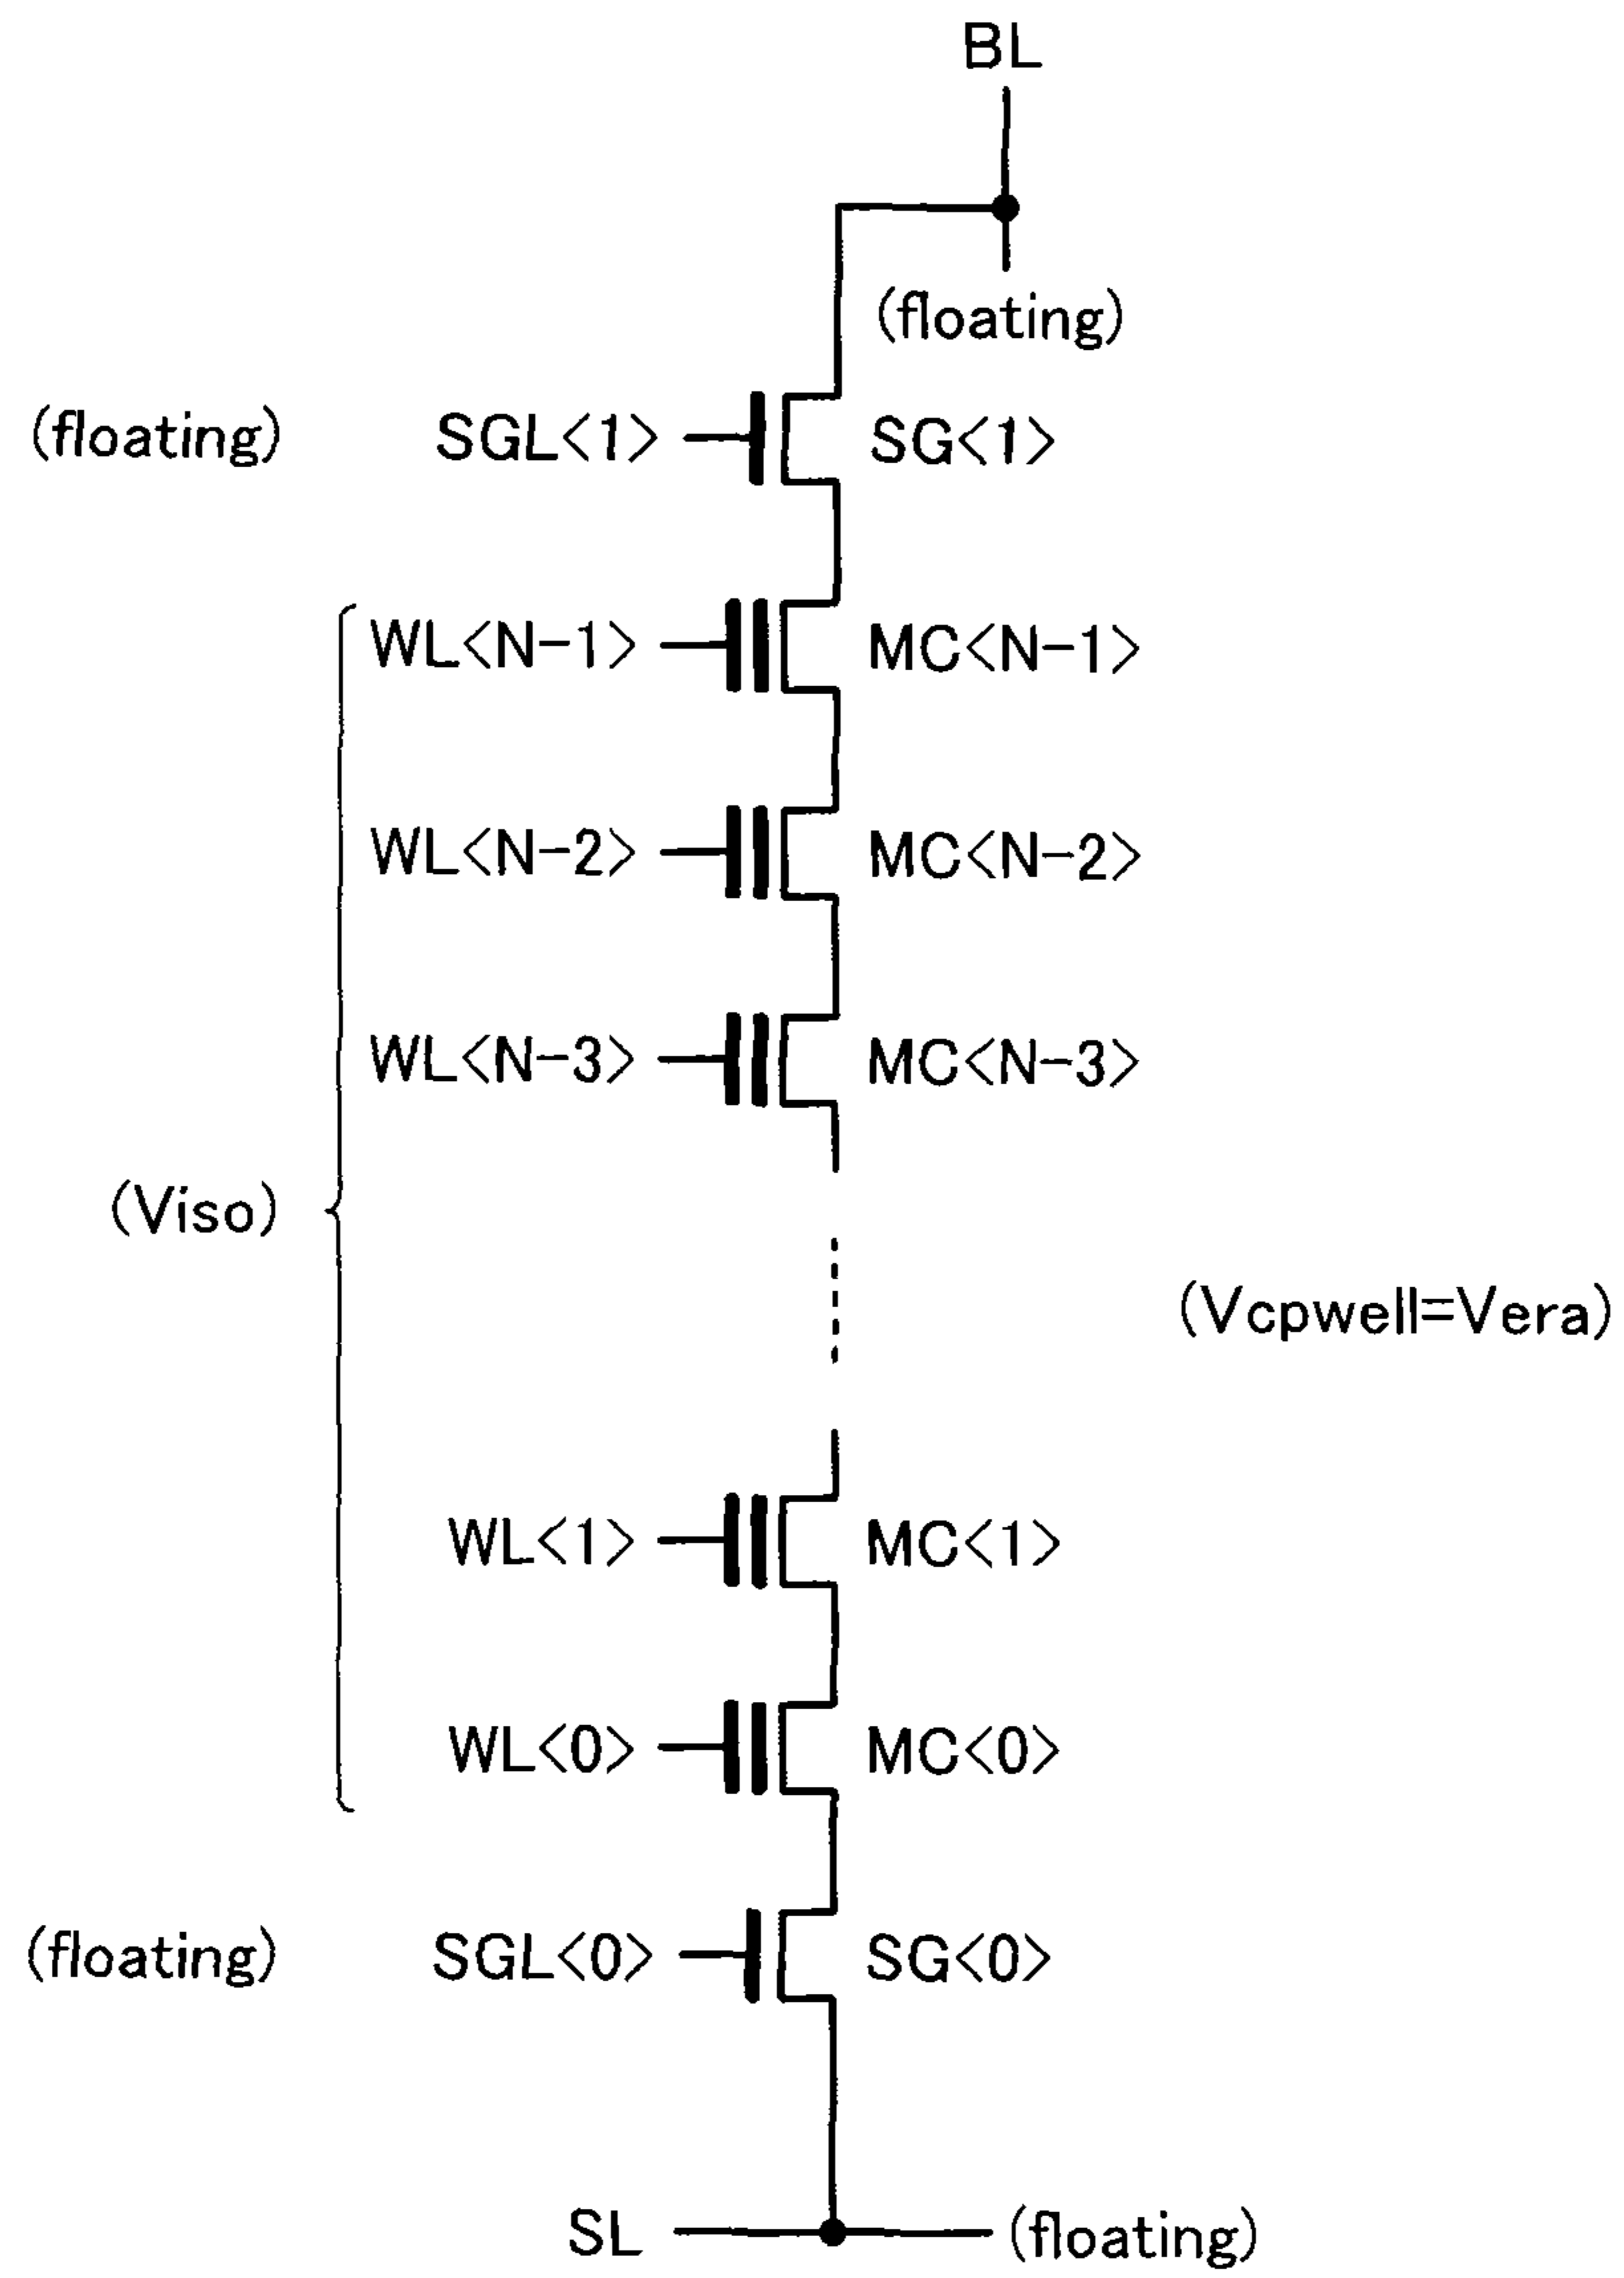 BL
(floating)
(floating) SGL<1> SG<1>
WL<N-1> MC<N-1>
WL<N-2> MC<N-2>
WL<N-3> MC<N-3>
(Viso)
(Vcpwell=Vera)
WL<1> MC<1>
WL<0> MC<0>
(floating) SGL<0> SG<0>
SL (floating)